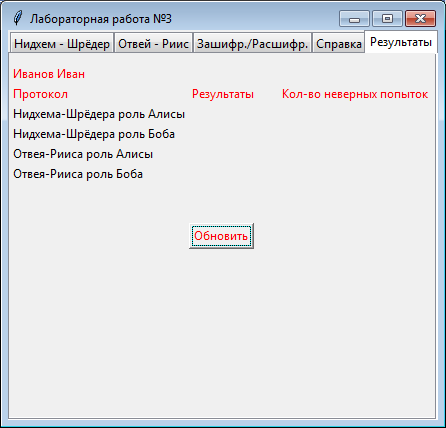 Лабораторная работа №3
Нидхем - Шрёдер Отвей - Риис Зашифр./Расшифр. Справка Результаты
Иванов Иван
Протокол Результаты Кол-во неверных попыток
Нидхема-Шрёдера роль Алисы
Нидхема-Шрёдера роль Боба
Отвея-Рииса роль Алисы
Отвея-Рииса роль Боба
Обновить